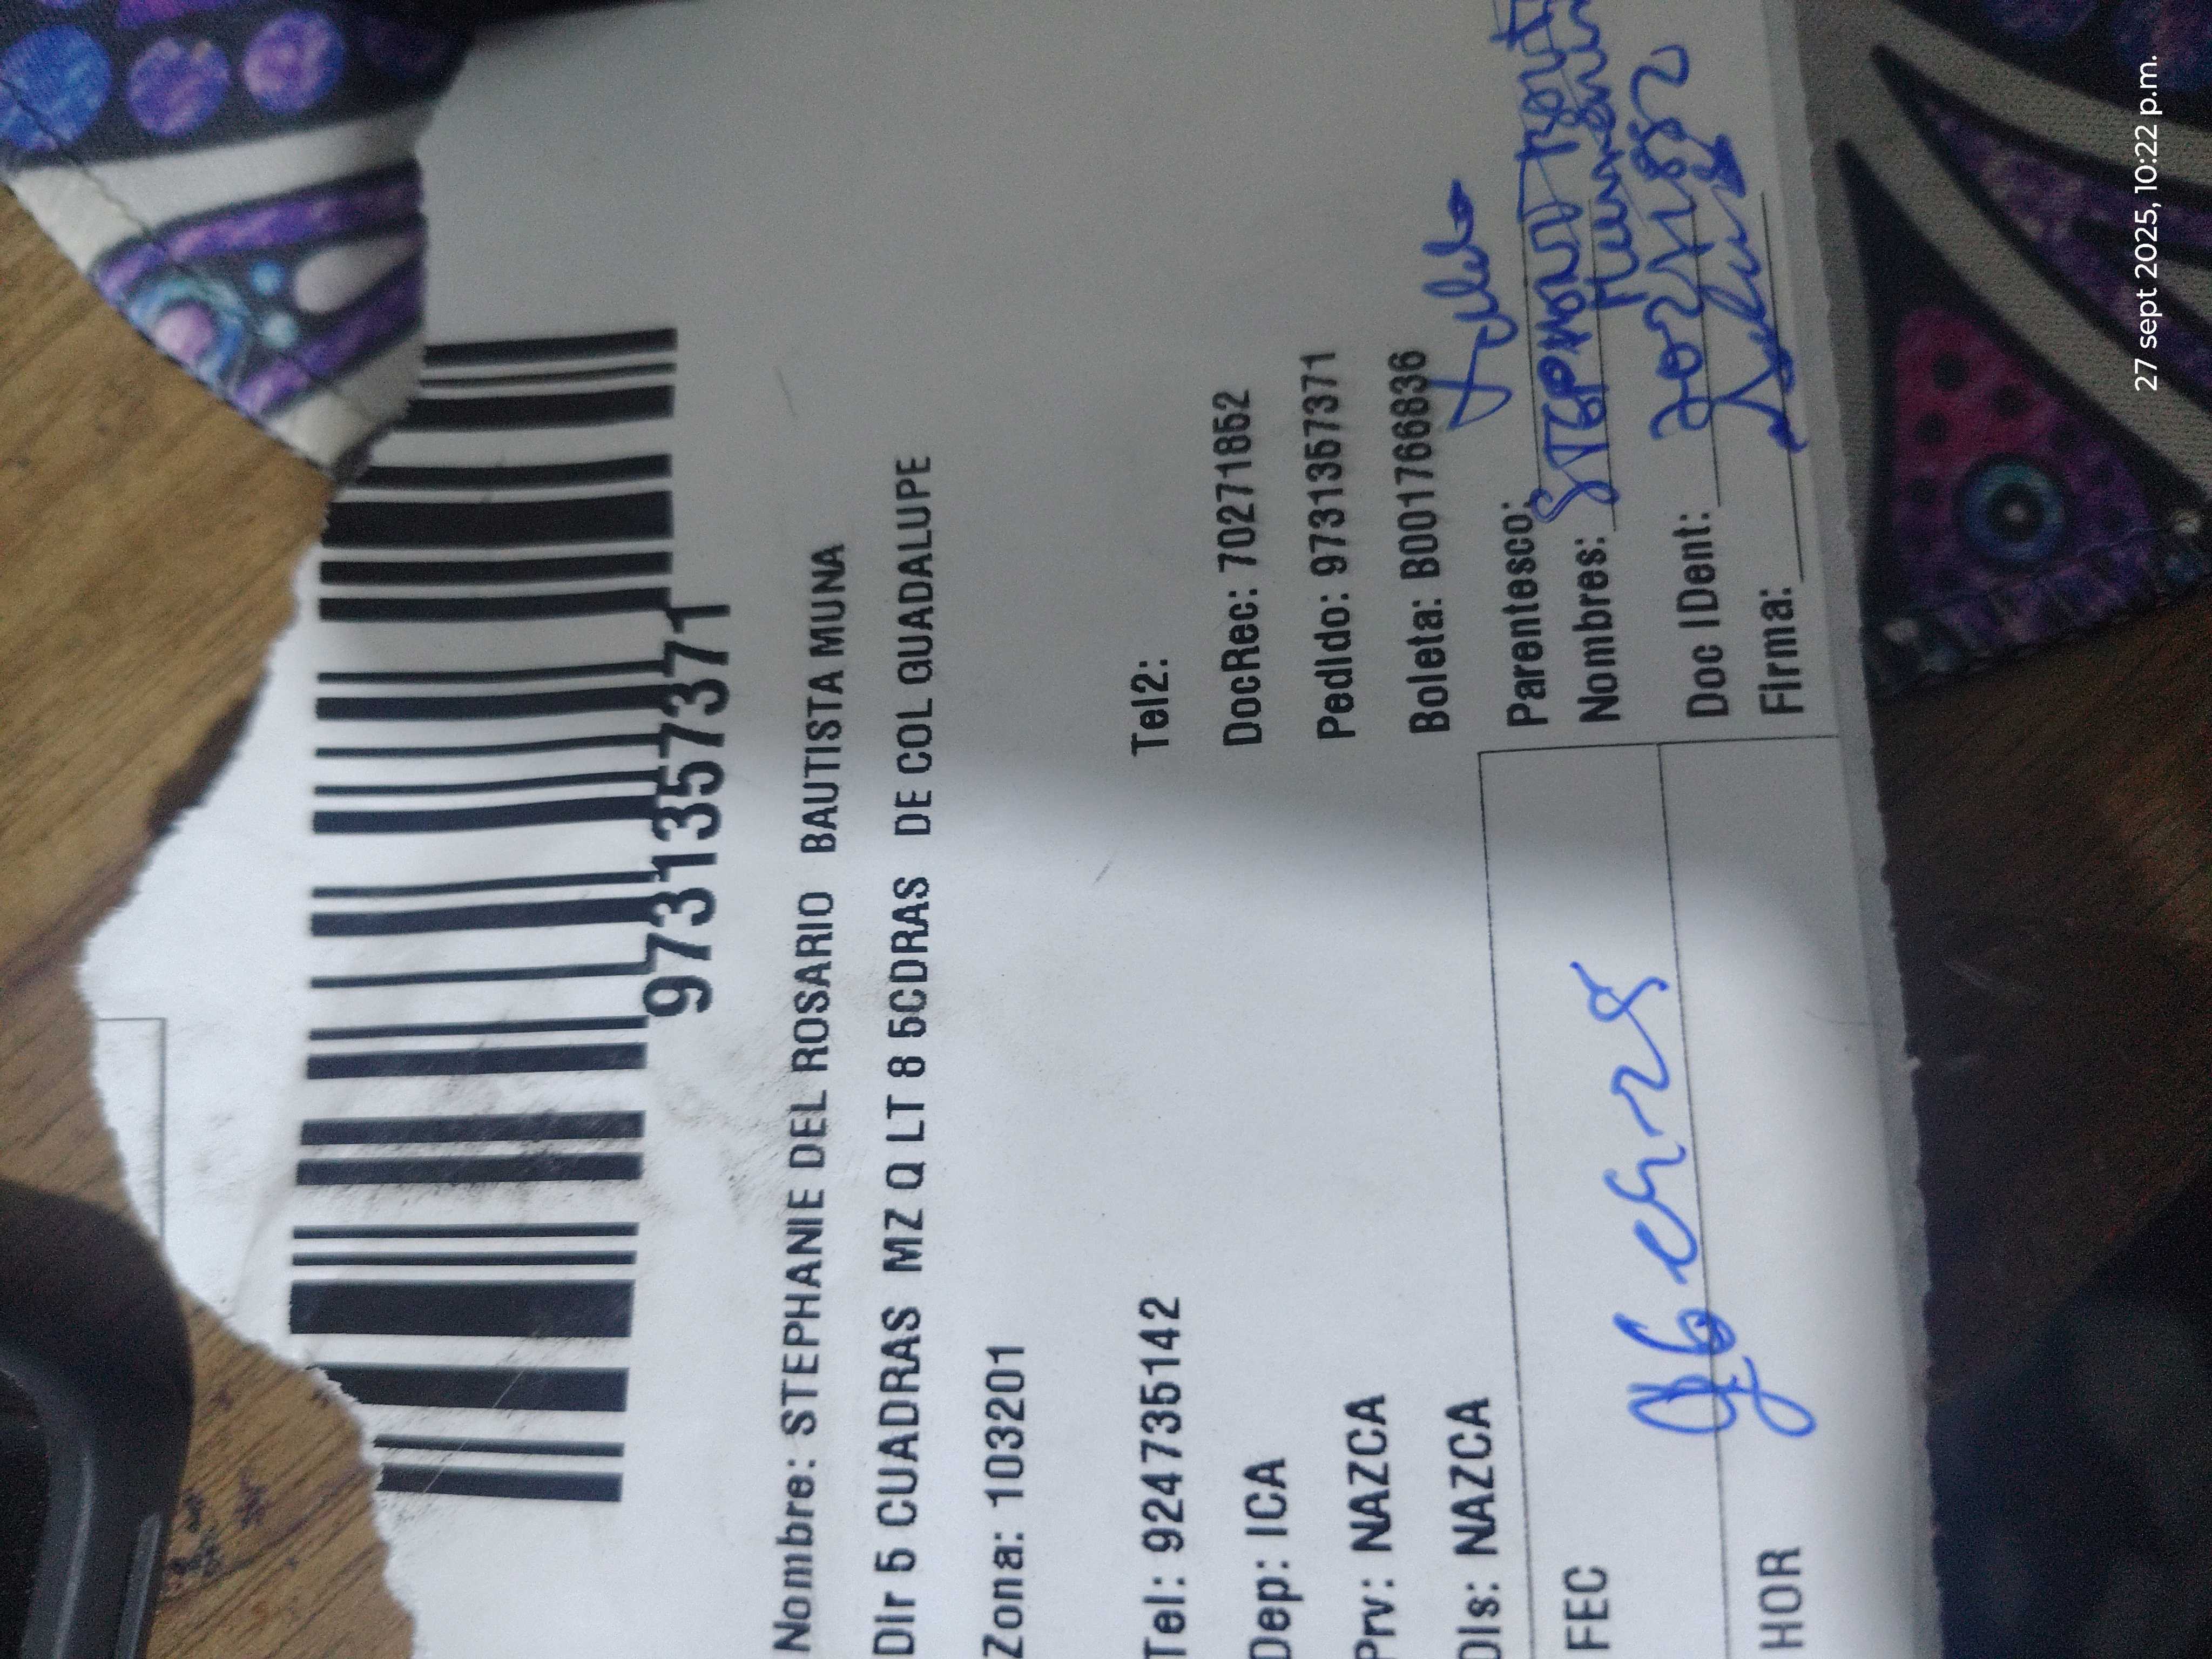 9731357371
Nombre: STEPHANIE DEL ROSARIO BAUTISTA MUNA
DIr 5 CUADRAS MZ Q LT 8 5CDRAS DE COL GUADALUPE
Zona: 103201
Tel: 924735142 Tel2:
Dep: ICA DocRec: 70271852
Prv: NAZCA PedIdo: 9731357371
DIs: NAZCA Boleta: B001766836
FEC
HOR
Parentesco:
Nombres:
Doc IDent:
FIrma:
27 sept 2025, 10:22 p.m.